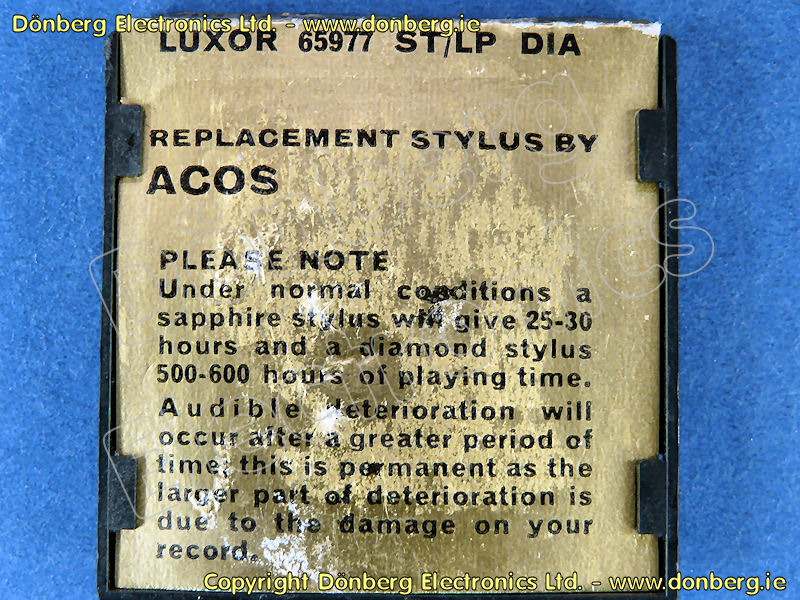 Dönberg Electronics Ltd. - www.donberg.ie
LUXOR 65977 ST/LP DIA
REPLACEMENT STYLUS BY
ACOS
PLEASE NOTE
Under normal conditions a
sapphire stylus will give 25-30
hours and a diamond stylus
500-600 hours of playing time.
Audible deterioration will
occur after a greater period of
time; this is permanent as the
larger part of deterioration is
due to the damage on your
record.
Copyright Dönberg Electronics Ltd. - www.donberg.ie
Dönberg
Electronics